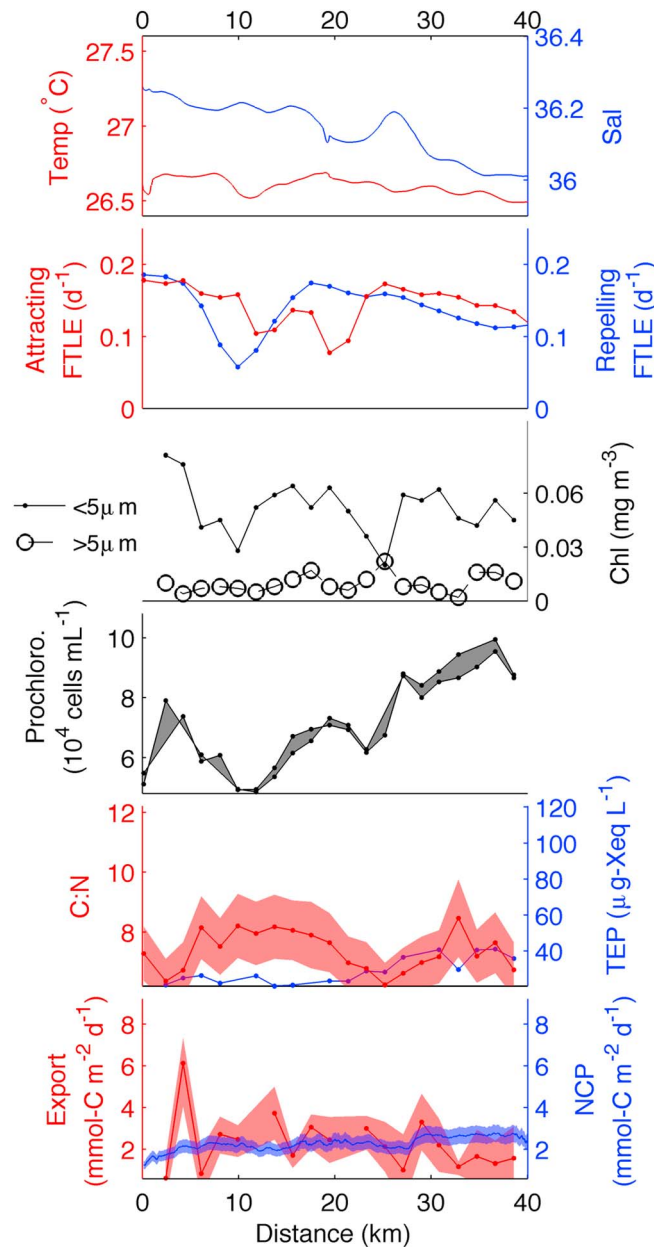 0 10 20 30 40
27.5
27
26.5
Temp (°C)
36.4
36.2
36
Sal
0.2
0.1
0
Attracting
FTLE (d-1)
0.2
0.1
0
Repelling
FTLE (d-1)
<5μm
>5μm
0.06
0.03
0
Chl (mg m-3)
10
8
6
Prochloro.
(10^4 cells mL-1)
12
10
8
C:N
120
100
80
60
40
20
TEP (μg-Xeq L-1)
8
6
4
2
Export
(mmol-C m-2 d-1)
8
6
4
2
0
NCP
(mmol-C m-2 d-1)
0 10 20 30 40
Distance (km)